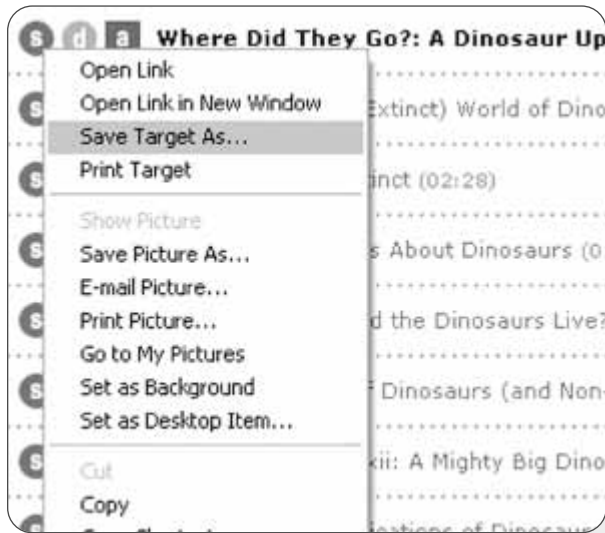 s d a Where Did They Go?: A Dinosaur Up
Open Link
Open Link in New Window
s Extinct) World of Dino
Save Target As...
Print Target
s inct (02:28)
Show Picture
Save Picture As...
s s About Dinosaurs (0
E-mail Picture...
Print Picture...
s d the Dinosaurs Live?
Go to My Pictures
Set as Background
s Dinosaurs (and Non-
Set as Desktop Item...
Cut
s xii: A Mighty Big Dino
Copy